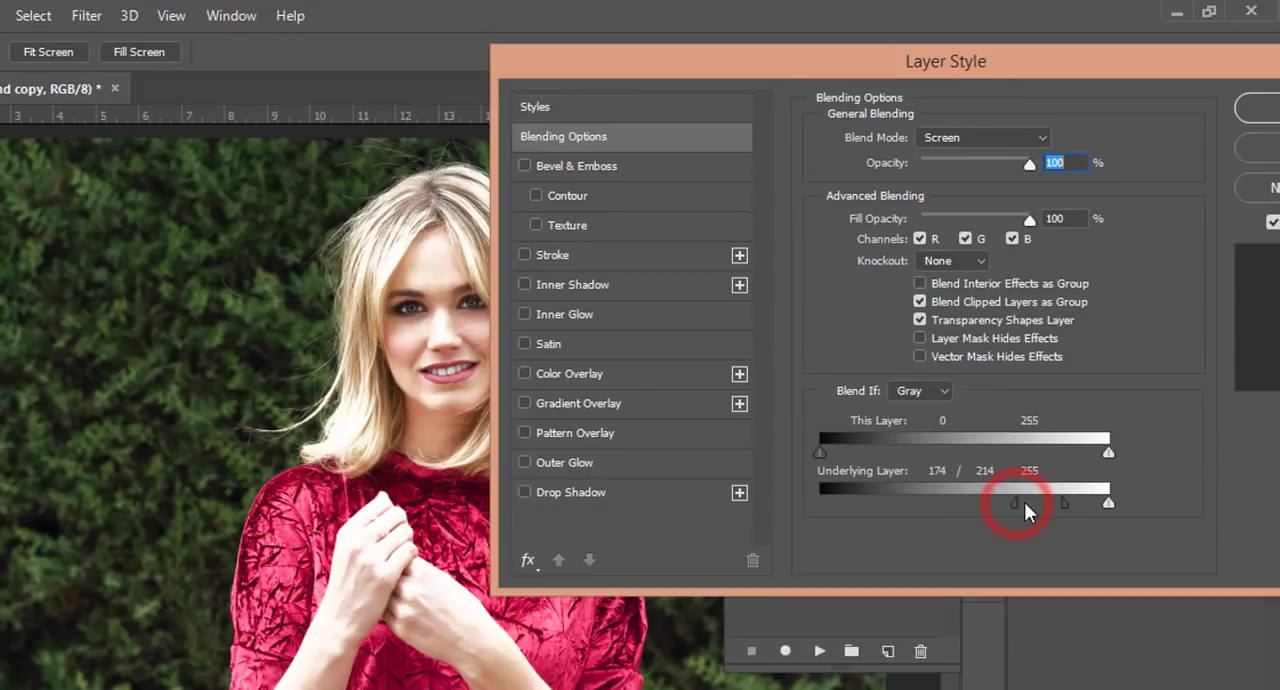 Select Filter 3D View Window Help
Fit Screen Fill Screen
nd copy, RGB/8) * ×
3 4 5 6 7 8 9 10 11 12 13
Layer Style
Styles
Blending Options
Bevel & Emboss
Contour
Texture
Stroke
Inner Shadow
Inner Glow
Satin
Color Overlay
Gradient Overlay
Pattern Overlay
Outer Glow
Drop Shadow
fx
Blending Options
General Blending
Blend Mode: Screen
Opacity: 100 %
Advanced Blending
Fill Opacity: 100 %
Channels: R G B
Knockout: None
Blend Interior Effects as Group
Blend Clipped Layers as Group
Transparency Shapes Layer
Layer Mask Hides Effects
Vector Mask Hides Effects
Blend If: Gray
This Layer: 0 255
Underlying Layer: 174 / 214 255
N